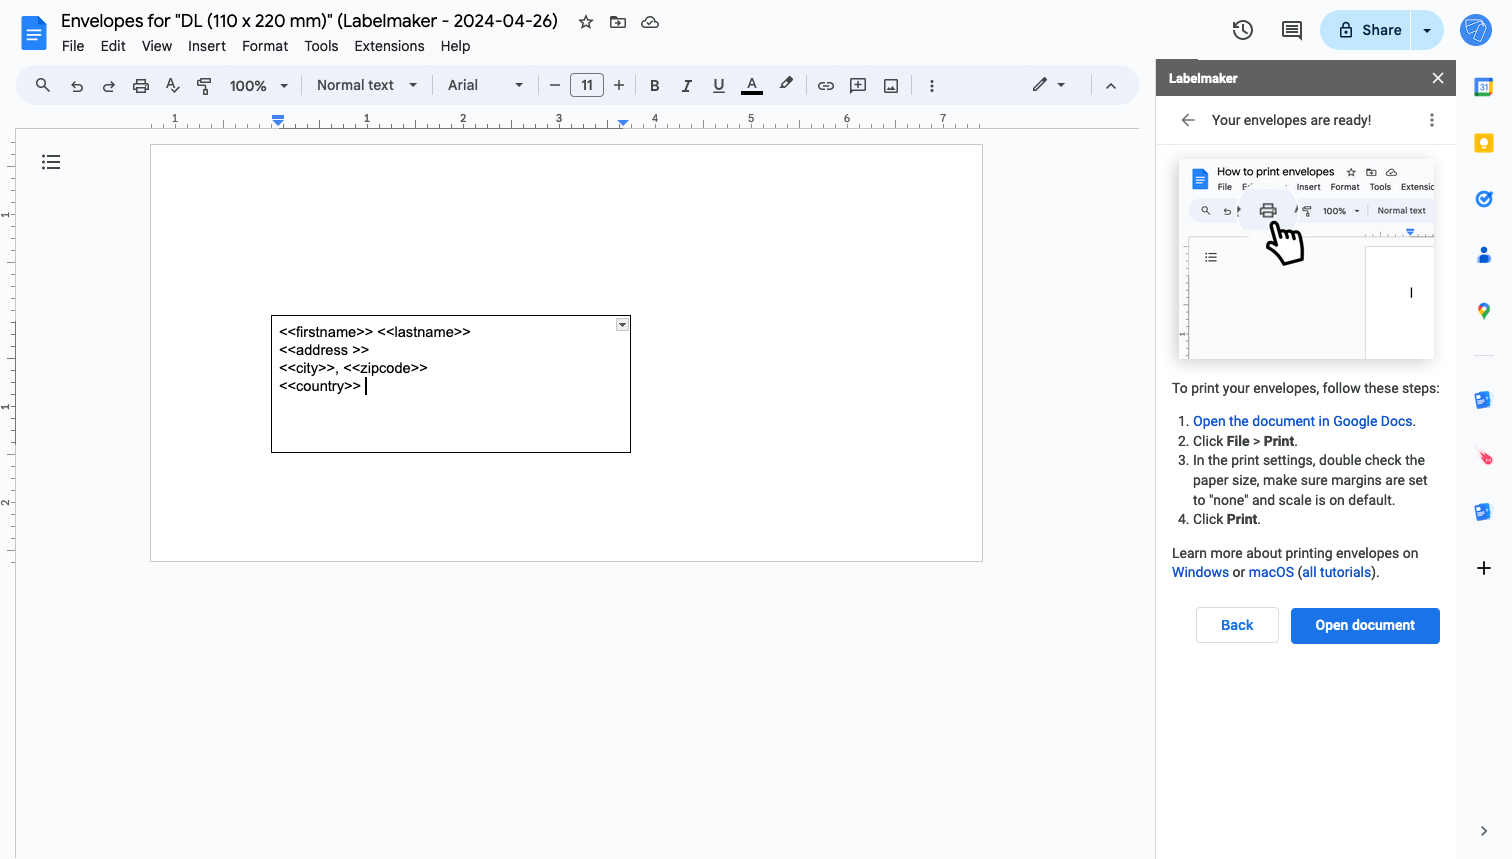 Envelopes for "DL (110 x 220 mm)" (Labelmaker - 2024-04-26)
File Edit View Insert Format Tools Extensions Help
Share
100% Normal text Arial 11 B I U A
1 1 2 3 4 5 6 7
1
1
2
<<firstname>> <<lastname>>
<<address >>
<<city>>, <<zipcode>>
<<country>>
Labelmaker
Your envelopes are ready!
How to print envelopes
File Insert Format Tools
100% Normal text
To print your envelopes, follow these steps:
1. Open the document in Google Docs.
2. Click File > Print.
3. In the print settings, double check the
paper size, make sure margins are set
to "none" and scale is on default.
4. Click Print.
Learn more about printing envelopes on
Windows or macOS (all tutorials).
Back
Open document
31